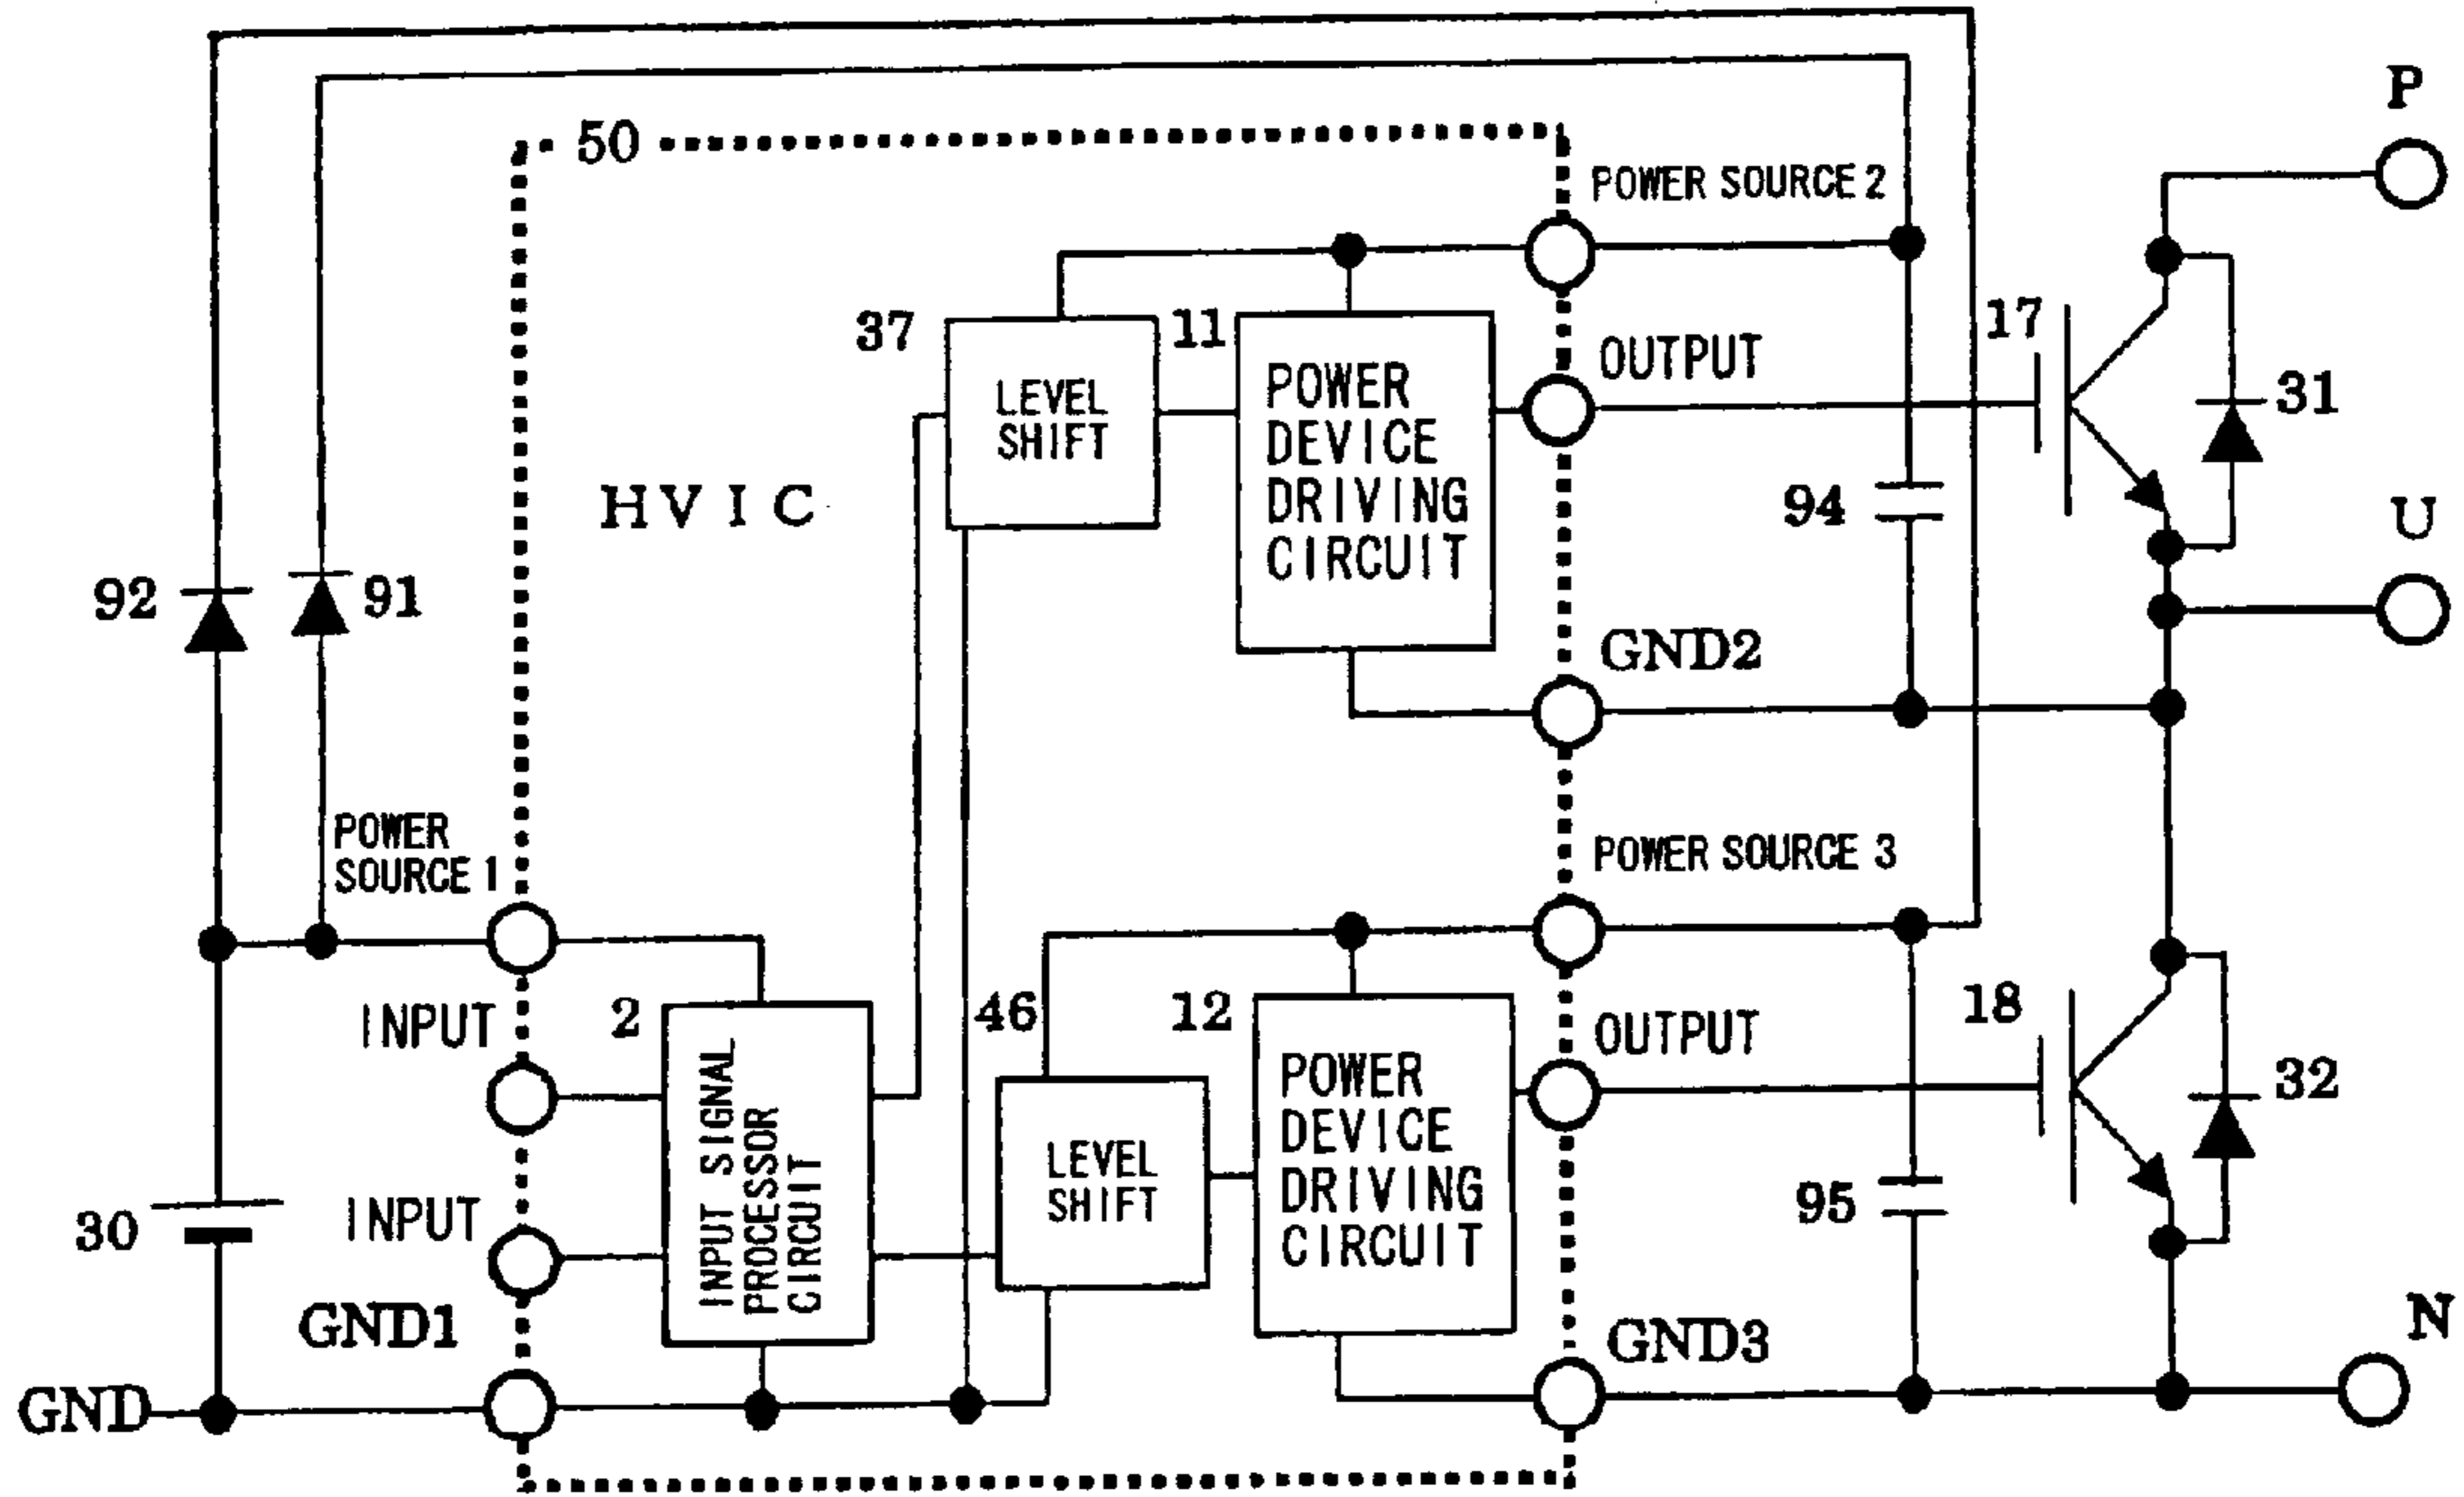 50
P
POWER SOURCE 2
37
11
17
OUTPUT
LEVEL
SHIFT
POWER
DEVICE
DRIVING
CIRCUIT
31
HVIC
94
U
92
91
GND2
POWER
SOURCE 1
POWER SOURCE 3
INPUT
2
46
12
18
OUTPUT
INPUT SIGNAL
PROCESSOR
CIRCUIT
POWER
DEVICE
DRIVING
CIRCUIT
32
LEVEL
SHIFT
30
INPUT
95
GND1
GND3
N
GND